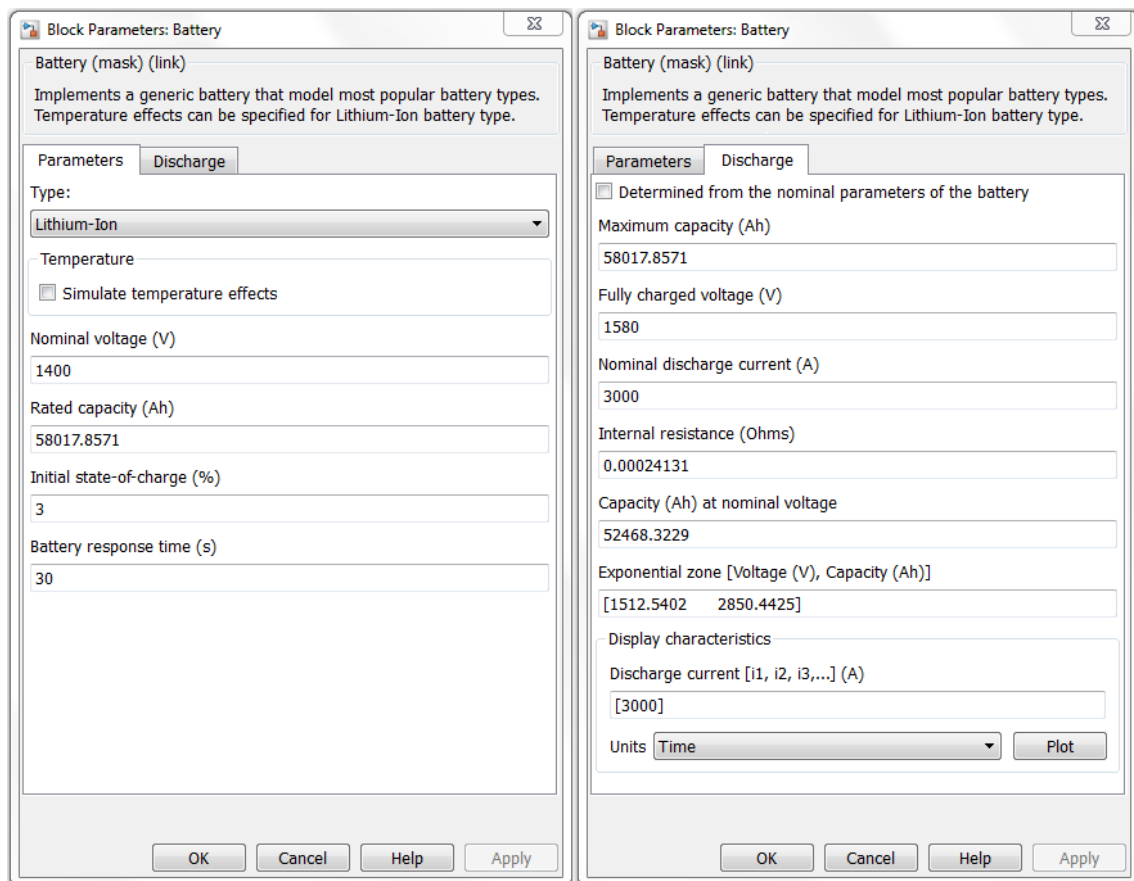 Block Parameters: Battery
Battery (mask) (link)
Implements a generic battery that model most popular battery types.
Temperature effects can be specified for Lithium-Ion battery type.
Parameters
Discharge
Type:
Lithium-Ion
Temperature
Simulate temperature effects
Nominal voltage (V)
1400
Rated capacity (Ah)
58017.8571
Initial state-of-charge (%)
3
Battery response time (s)
30
OK
Cancel
Help
Apply
Block Parameters: Battery
Battery (mask) (link)
Implements a generic battery that model most popular battery types.
Temperature effects can be specified for Lithium-Ion battery type.
Parameters
Discharge
Determined from the nominal parameters of the battery
Maximum capacity (Ah)
58017.8571
Fully charged voltage (V)
1580
Nominal discharge current (A)
3000
Internal resistance (Ohms)
0.00024131
Capacity (Ah) at nominal voltage
52468.3229
Exponential zone [Voltage (V), Capacity (Ah)]
[1512.5402 2850.4425]
Display characteristics
Discharge current [i1, i2, i3,...] (A)
[3000]
Units Time
Plot
OK
Cancel
Help
Apply